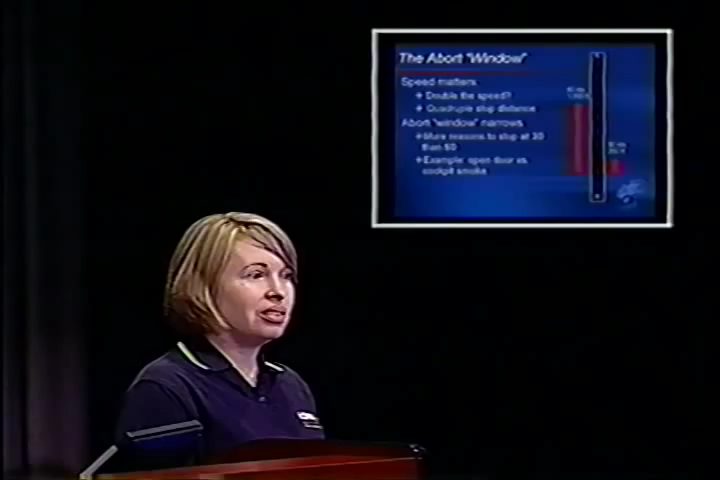 The Abort "Window"
Speed matters
Double the speed?
Quadruple stop distance
Abort "window" narrows
More reasons to stop at 30
than 60
Example: open door vs.
cockpit smoke